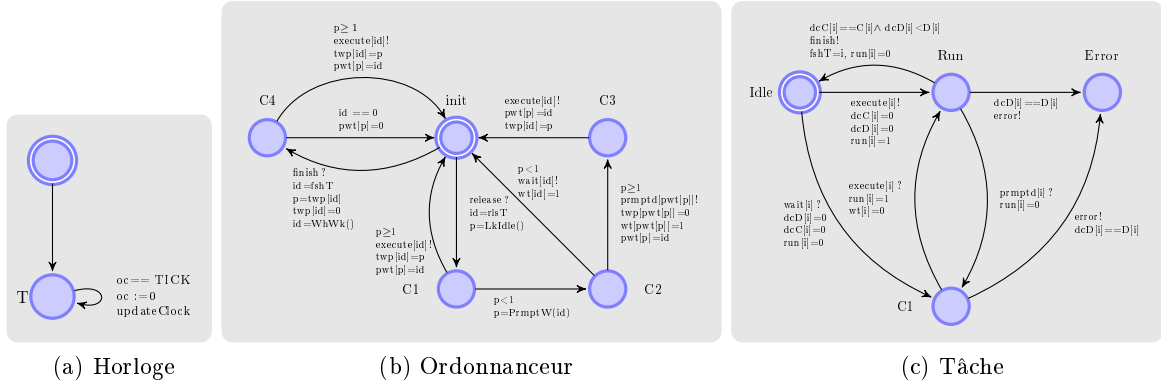 T
oc== TICK
oc :=0
updateClock
(a) Horloge
p≥ 1
execute[id]!
twp[id]=p
pwt[p]=id
C4
init
C3
id == 0
pwt[p]=0
execute[id]!
pwt[p]=id
twp[id]=p
finish ?
id=fshT
p=twp[id]
twp[id]=0
id=WhWk()
p≥1
execute[id]!
twp[id]=p
pwt[p]=id
release ?
id=rlsT
p=LkIdle()
p<1
wait[id]!
wt[id]=1
p≥1
prmptd[pwt[p]]!
twp[pwt[p]]=0
wt[pwt[p]]=1
pwt[p]=id
C1
C2
p<1
p=PrmptW(id)
(b) Ordonnanceur
dcC[i]==C[i]∧ dcD[i]<D[i]
finish!
fshT=i, run[i]=0
Idle
Run
Error
execute[i]!
dcC[i]=0
dcD[i]=0
run[i]=1
dcD[i]==D[i]
error!
wait[i] ?
dcD[i]=0
dcC[i]=0
run[i]=0
execute[i] ?
run[i]=1
wt[i]=0
prmptd[i] ?
run[i]=0
error!
dcD[i]==D[i]
C1
(c) Tâche